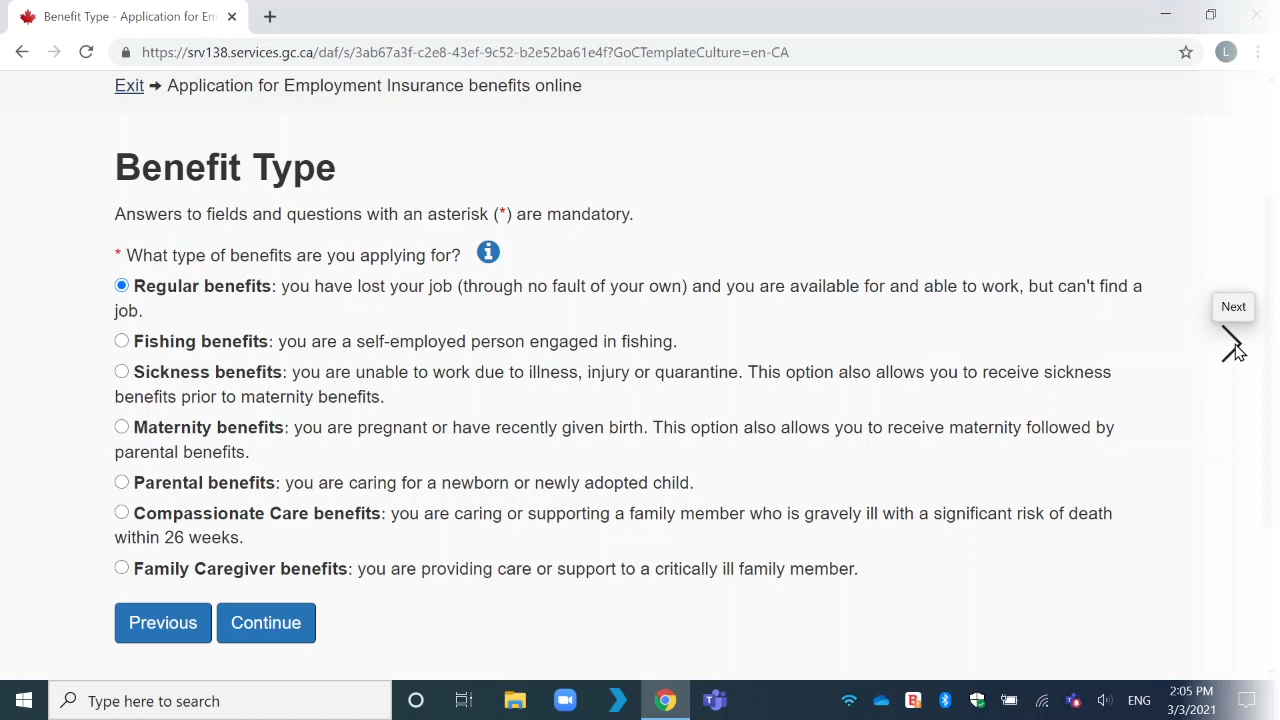 Benefit Type - Application for Em
https://srv138.services.gc.ca/daf/s/3ab67a3f-c2e8-43ef-9c52-b2e52ba61e4f?GoCTemplateCulture=en-CA
L
Exit ➔ Application for Employment Insurance benefits online
Benefit Type
Answers to fields and questions with an asterisk (*) are mandatory.
* What type of benefits are you applying for?
Regular benefits: you have lost your job (through no fault of your own) and you are available for and able to work, but can't find a
job.
Next
Fishing benefits: you are a self-employed person engaged in fishing.
Sickness benefits: you are unable to work due to illness, injury or quarantine. This option also allows you to receive sickness
benefits prior to maternity benefits.
Maternity benefits: you are pregnant or have recently given birth. This option also allows you to receive maternity followed by
parental benefits.
Parental benefits: you are caring for a newborn or newly adopted child.
Compassionate Care benefits: you are caring or supporting a family member who is gravely ill with a significant risk of death
within 26 weeks.
Family Caregiver benefits: you are providing care or support to a critically ill family member.
Previous Continue
Type here to search
ENG
2:05 PM
3/3/2021